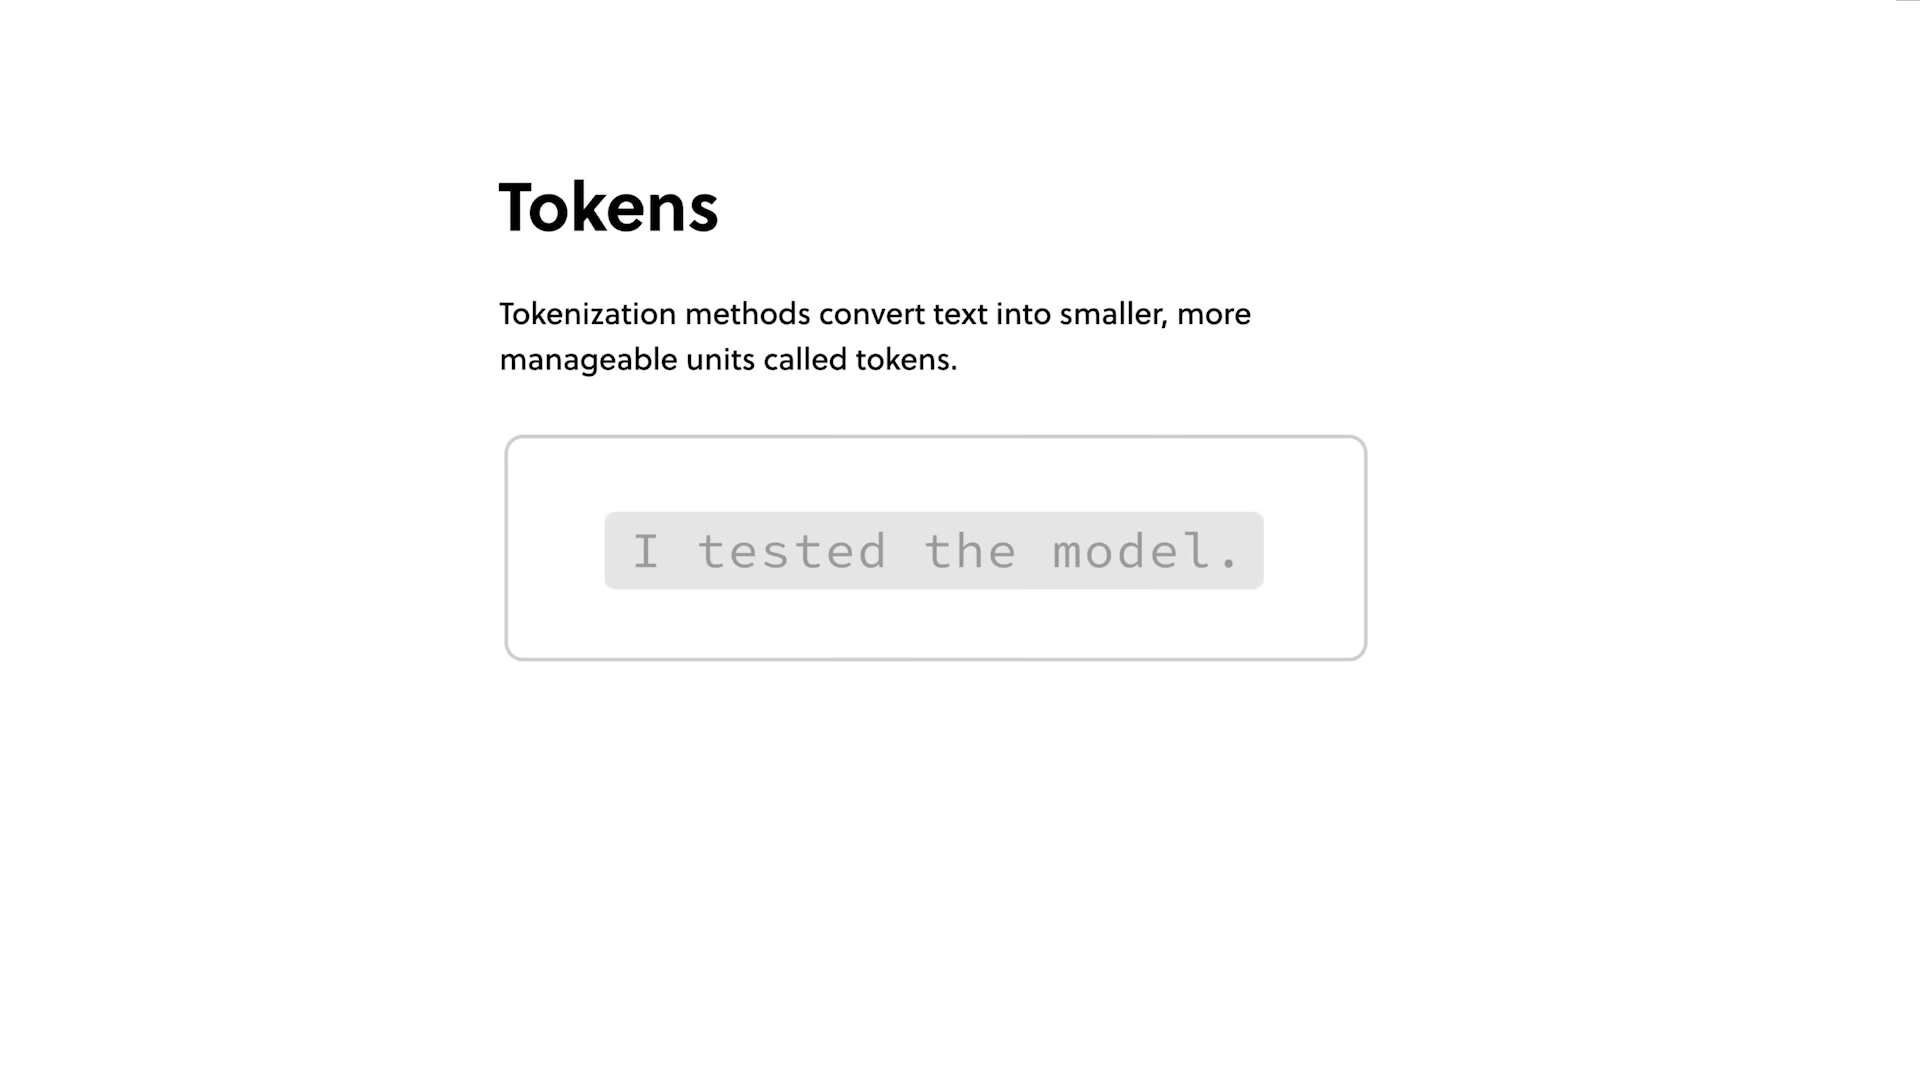 Tokens
Tokenization methods convert text into smaller, more
manageable units called tokens.
I tested the model.